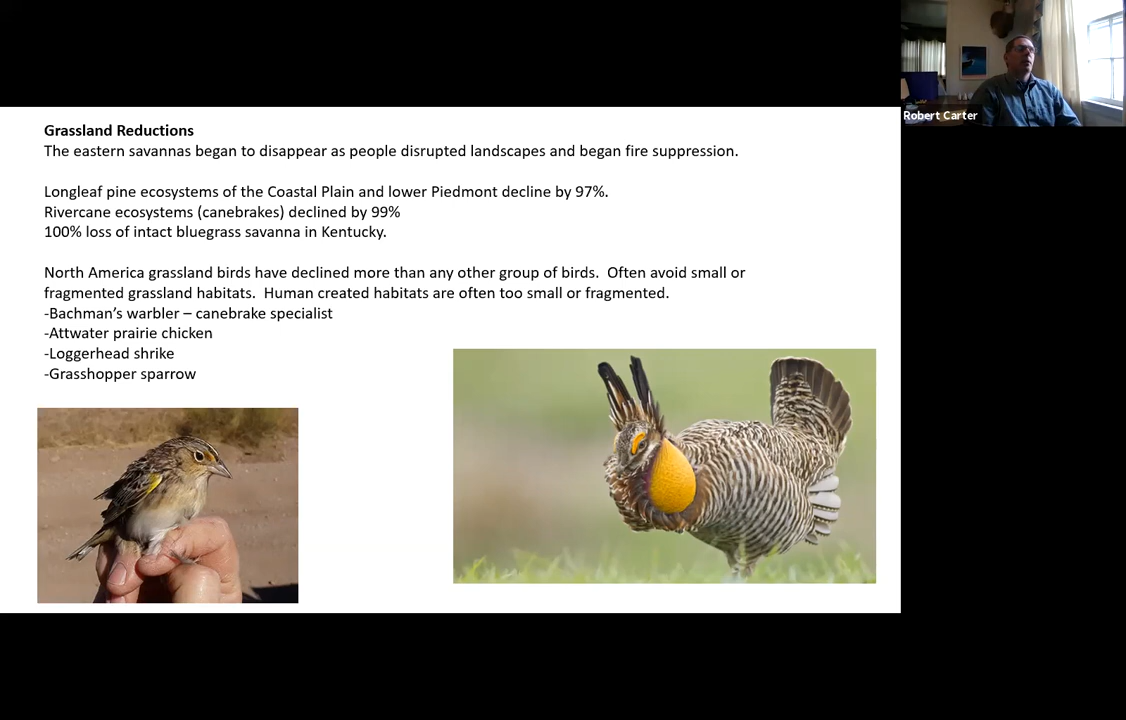 Grassland Reductions
The eastern savannas began to disappear as people disrupted landscapes and began fire suppression.
Longleaf pine ecosystems of the Coastal Plain and lower Piedmont decline by 97%.
Rivercane ecosystems (canebrakes) declined by 99%
100% loss of intact bluegrass savanna in Kentucky.
North America grassland birds have declined more than any other group of birds.  Often avoid small or
fragmented grassland habitats.  Human created habitats are often too small or fragmented.
-Bachman’s warbler – canebrake specialist
-Attwater prairie chicken
-Loggerhead shrike
-Grasshopper sparrow
Robert Carter